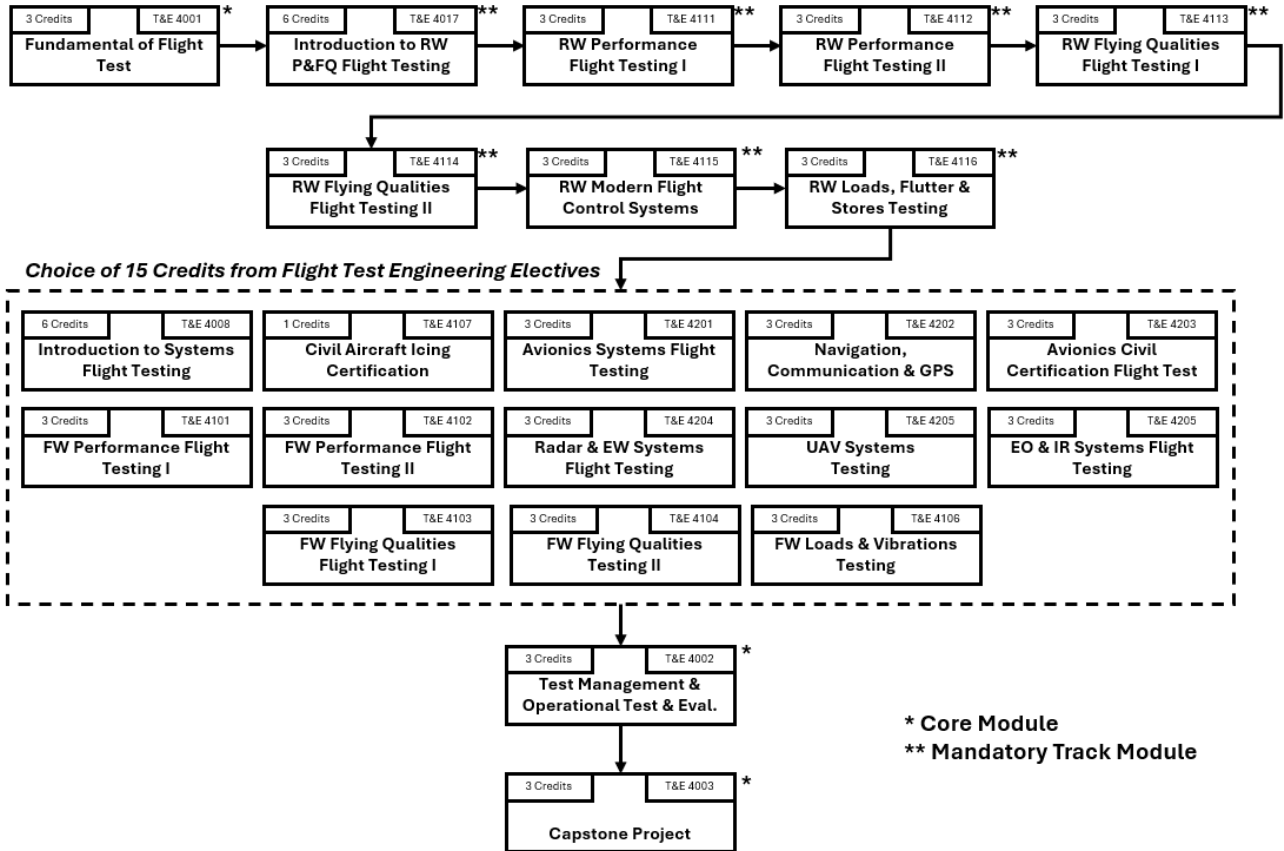 3 Credits T&E 4001 *
Fundamental of Flight
Test
6 Credits T&E 4017 **
Introduction to RW
P&FQ Flight Testing
3 Credits T&E 4111 **
RW Performance
Flight Testing I
3 Credits T&E 4112 **
RW Performance
Flight Testing II
3 Credits T&E 4113 **
RW Flying Qualities
Flight Testing I
3 Credits T&E 4114 **
RW Flying Qualities
Flight Testing II
3 Credits T&E 4115 **
RW Modern Flight
Control Systems
3 Credits T&E 4116 **
RW Loads, Flutter &
Stores Testing
Choice of 15 Credits from Flight Test Engineering Electives
6 Credits T&E 4008
Introduction to Systems
Flight Testing
1 Credits T&E 4107
Civil Aircraft Icing
Certification
3 Credits T&E 4201
Avionics Systems Flight
Testing
3 Credits T&E 4202
Navigation,
Communication & GPS
3 Credits T&E 4203
Avionics Civil
Certification Flight Test
3 Credits T&E 4101
FW Performance Flight
Testing I
3 Credits T&E 4102
FW Performance Flight
Testing II
3 Credits T&E 4204
Radar & EW Systems
Flight Testing
3 Credits T&E 4205
UAV Systems
Testing
3 Credits T&E 4205
EO & IR Systems Flight
Testing
3 Credits T&E 4103
FW Flying Qualities
Flight Testing I
3 Credits T&E 4104
FW Flying Qualities
Testing II
3 Credits T&E 4106
FW Loads & Vibrations
Testing
3 Credits T&E 4002 *
Test Management &
Operational Test & Eval.
3 Credits T&E 4003 *
Capstone Project
* Core Module
** Mandatory Track Module